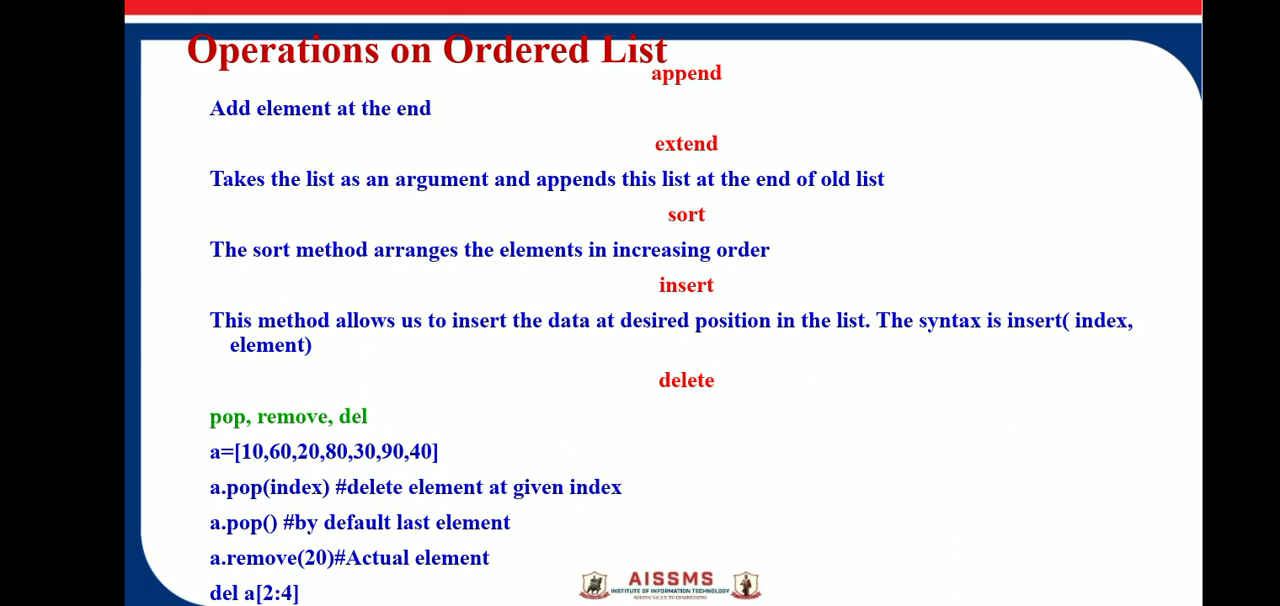 Operations on Ordered List
append
Add element at the end
extend
Takes the list as an argument and appends this list at the end of old list
sort
The sort method arranges the elements in increasing order
insert
This method allows us to insert the data at desired position in the list. The syntax is insert( index,
element)
delete
pop, remove, del
a=[10,60,20,80,30,90,40]
a.pop(index) #delete element at given index
a.pop() #by default last element
a.remove(20)#Actual element
del a[2:4]
AISSMS
INSTITUTE OF INFORMATION TECHNOLOGY
ADDING VALUE TO ENGINEERING